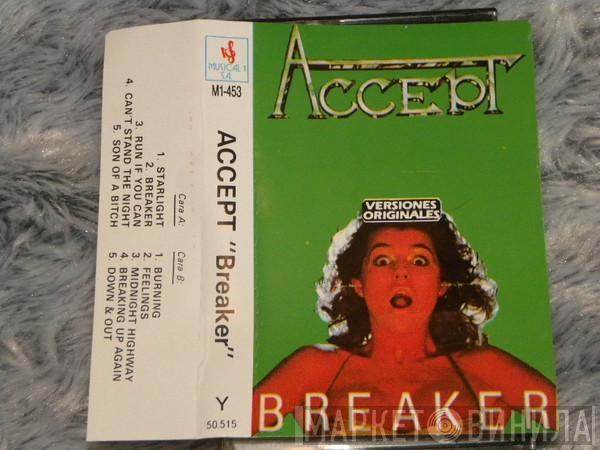 MUSICAL 1
S.A.
M1-453
ACCEPT "Breaker"
Y
50.515
Cara A:
1. STARLIGHT
2. BREAKER
3. RUN IF YOU CAN
4. CAN'T STAND THE NIGHT
5. SON OF A BITCH
Cara B:
1. BURNING
2. FEELINGS
3. MIDNIGHT HIGHWAY
4. BREAKING UP AGAIN
5. DOWN & OUT
ACCEPT
VERSIONES
ORIGINALES
BREAKER
МАРКЕТ ВИНИЛА